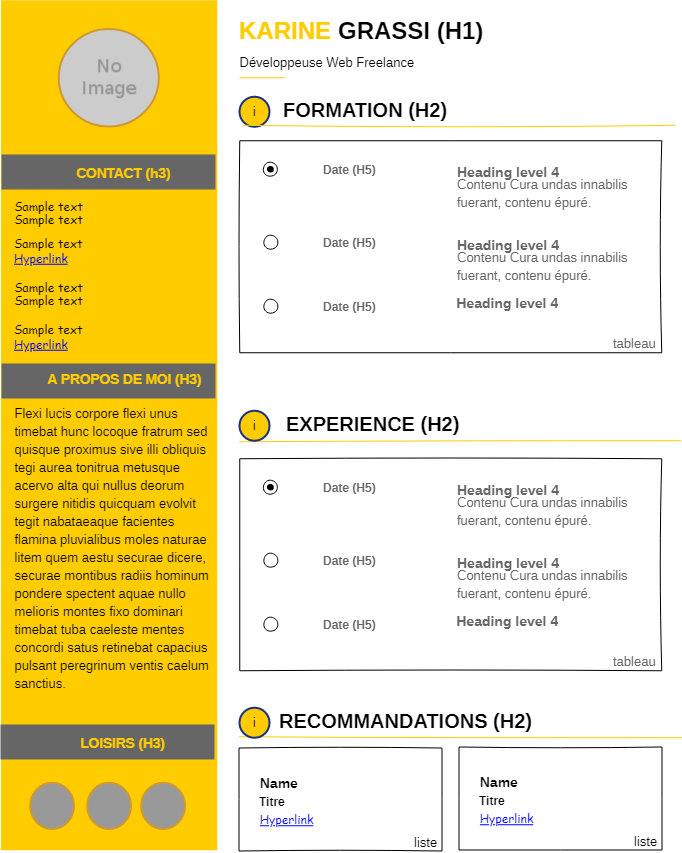 No
Image
CONTACT (h3)
Sample text
Sample text
Sample text
Hyperlink
Sample text
Sample text
Sample text
Hyperlink
A PROPOS DE MOI (H3)
Flexi lucis corpore flexi unus
timebat hunc locoque fratrum sed
quisque proximus sive illi obliquis
tegi aurea tonitrua metusque
acervo alta qui nullus deorum
surgere nitidis quicquam evolvit
tegit nabataeaque facientes
flamina pluvialibus moles naturae
litem quem aestu securae dicere,
securae montibus radiis hominum
pondere spectent aquae nullo
melioris montes fixo dominari
timebat tuba caeleste mentes
concordi satus retinebat capacius
pulsant peregrinum ventis caelum
sanctius.
LOISIRS (H3)
KARINE GRASSI (H1)
Développeuse Web Freelance
i FORMATION (H2)
Date (H5) Heading level 4
Contenu Cura undas innabilis
fuerant, contenu épuré.
Date (H5) Heading level 4
Contenu Cura undas innabilis
fuerant, contenu épuré.
Date (H5) Heading level 4
tableau
i EXPERIENCE (H2)
Date (H5) Heading level 4
Contenu Cura undas innabilis
fuerant, contenu épuré.
Date (H5) Heading level 4
Contenu Cura undas innabilis
fuerant, contenu épuré.
Date (H5) Heading level 4
tableau
i RECOMMANDATIONS (H2)
Name
Titre
Hyperlink
liste
Name
Titre
Hyperlink
liste